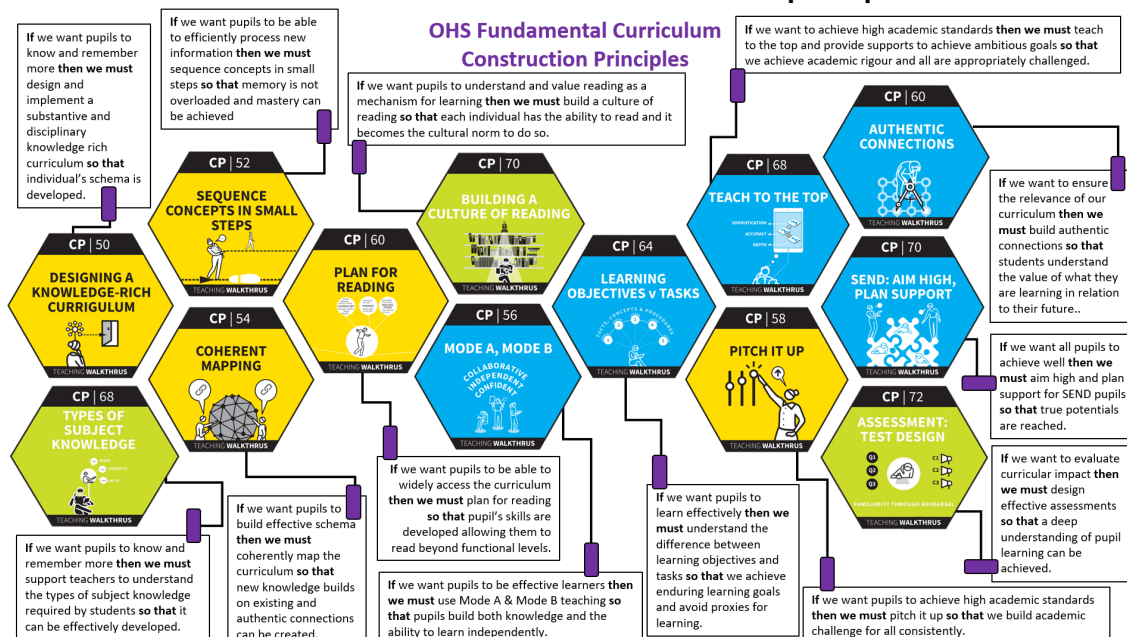 OHS Fundamental Curriculum
Construction Principles
If we want pupils to
know and remember
more then we must
design and
implement a
substantive and
disciplinary
knowledge rich
curriculum so that
individual's schema is
developed.
If we want pupils to be able
to efficiently process new
information then we must
sequence concepts in small
steps so that memory is not
overloaded and mastery can
be achieved
If we want pupils to understand and value reading as a
mechanism for learning then we must build a culture of
reading so that each individual has the ability to read and it
becomes the cultural norm to do so.
If we want to achieve high academic standards then we must teach
to the top and provide supports to achieve ambitious goals so that
we achieve academic rigour and all are appropriately challenged.
CP | 50
DESIGNING A
KNOWLEDGE-RICH
CURRIGULUM
TEACHING WALKTHRUS
CP | 52
SEQUENCE
CONCEPTS IN SMALL
STEPS
TEACHING WALKTHRUS
CP | 54
COHERENT
MAPPING
TEACHING WALKTHRUS
CP | 68
TYPES OF
SUBJECT
KNOWLEDGE
CONCEPTS
FACTS
TEACHING WALKTHRUS
CP | 60
PLAN FOR
READING
TEACHING WALKTHRUS
CP | 70
BUILDING A
CULTURE OF READING
TEACHING WALKTHRUS
CP | 56
MODE A, MODE B
COLLABORATIVE
INDEPENDENT
CONFIDENT
TEACHING WALKTHRUS
CP | 64
LEARNING
OBJECTIVES v TASKS
FACTS, CONCEPTS & PROCEDURES
TEACHING WALKTHRUS
CP | 68
TEACH TO THE TOP
SOPHISTICATION
ACCURACY
DEPTH
TEACHING WALKTHRUS
CP | 58
PITCH IT UP
TEACHING WALKTHRUS
CP | 60
AUTHENTIC
CONNECTIONS
TEACHING WALKTHRUS
CP | 70
SEND: AIM HIGH,
PLAN SUPPORT
TEACHING WALKTHRUS
CP | 72
ASSESSMENT:
TEST DESIGN
Q1
Q2
Q3
C1
C2
C3
FAMILIARITY THROUGH REHEARSAL
TEACHING WALKTHRUS
If we want to ensure
the relevance of our
curriculum then we
must build authentic
connections so that
students understand
the value of what they
are learning in relation
to their future..
If we want all pupils to
achieve well then we
must aim high and plan
support for SEND pupils
so that true potentials
are reached.
If we want to evaluate
curricular impact then
we must design
effective assessments
so that a deep
understanding of pupil
learning can be
achieved.
If we want pupils to know and
remember more then we must
support teachers to understand
the types of subject knowledge
required by students so that it
can be effectively developed.
If we want pupils to
build effective schema
then we must
coherently map the
curriculum so that
new knowledge builds
on existing and
authentic connections
can be created.
If we want pupils to be able to
widely access the curriculum
then we must plan for reading
so that pupil's skills are
developed allowing them to
read beyond functional levels.
If we want pupils to be effective learners then
we must use Mode A & Mode B teaching so
that pupils build both knowledge and the
ability to learn independently.
If we want pupils to
learn effectively then we
must understand the
difference between
learning objectives and
tasks so that we achieve
enduring learning goals
and avoid proxies for
learning.
If we want pupils to achieve high academic standards
then we must pitch it up so that we build academic
challenge for all consistently.